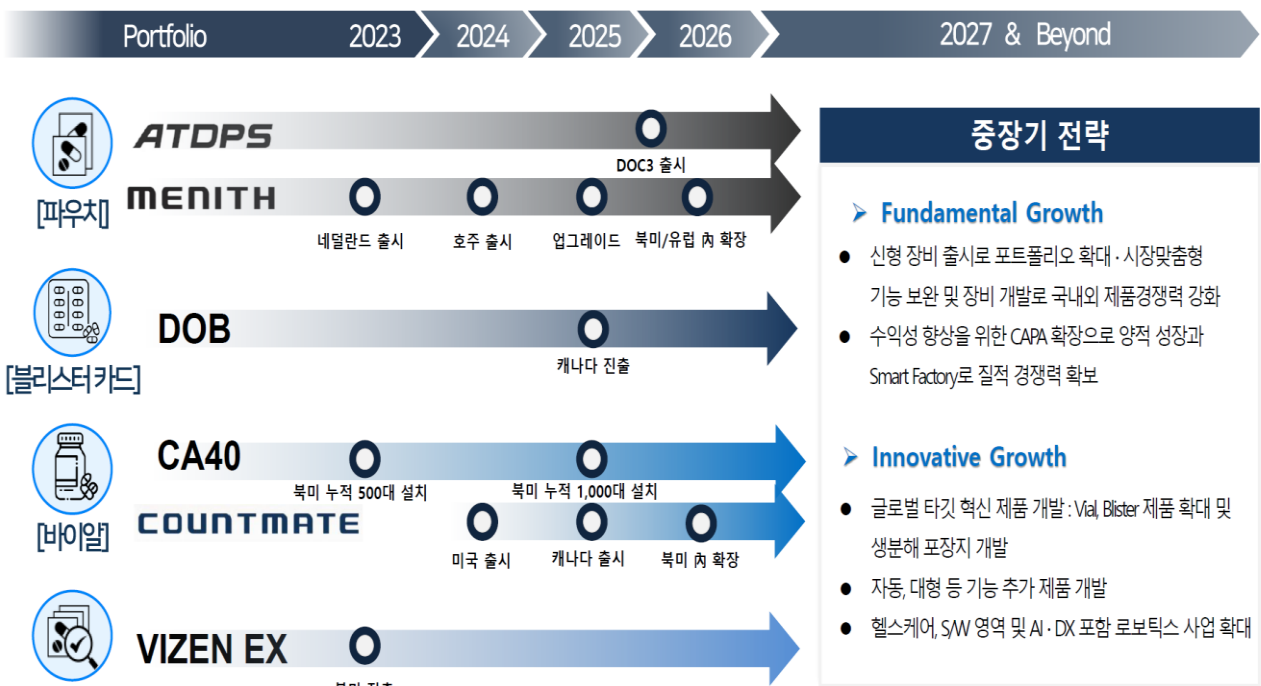 Portfolio 2023 2024 2025 2026 2027 & Beyond
ATDPS
DOC3 출시
MENITH
[파우치]
네덜란드 출시 호주 출시 업그레이드 북미/유럽 內 확장
DOB
캐나다 진출
[블리스터 카드]
CA40
북미 누적 500대 설치 북미 누적 1,000대 설치
COUNTMATE
[바이알]
미국 출시 캐나다 출시 북미 內 확장
VIZEN EX
중장기 전략
➢ Fundamental Growth
● 신형 장비 출시로 포트폴리오 확대 · 시장맞춤형
기능 보완 및 장비 개발로 국내외 제품경쟁력 강화
● 수익성 향상을 위한 CAPA 확장으로 양적 성장과
Smart Factory로 질적 경쟁력 확보
➢ Innovative Growth
● 글로벌 타깃 혁신 제품 개발 : Vial, Blister 제품 확대 및
생분해 포장지 개발
● 자동, 대형 등 기능 추가 제품 개발
● 헬스케어, S/W 영역 및 AI · DX 포함 로보틱스 사업 확대